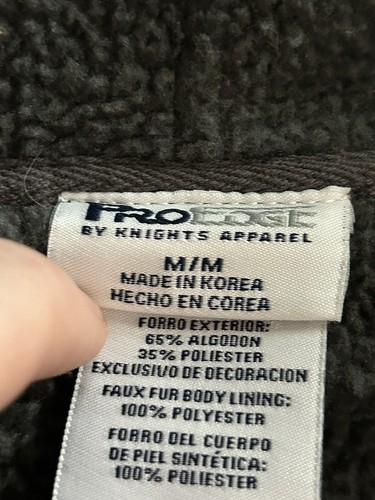 PROEDGE
BY KNIGHTS APPAREL
M/M
MADE IN KOREA
HECHO EN COREA
FORRO EXTERIOR:
65% ALGODON
35% POLIESTER
EXCLUSIVO DE DECORACION
FAUX FUR BODY LINING:
100% POLYESTER
FORRO DEL CUERPO
DE PIEL SINTÉTICA:
100% POLIESTER